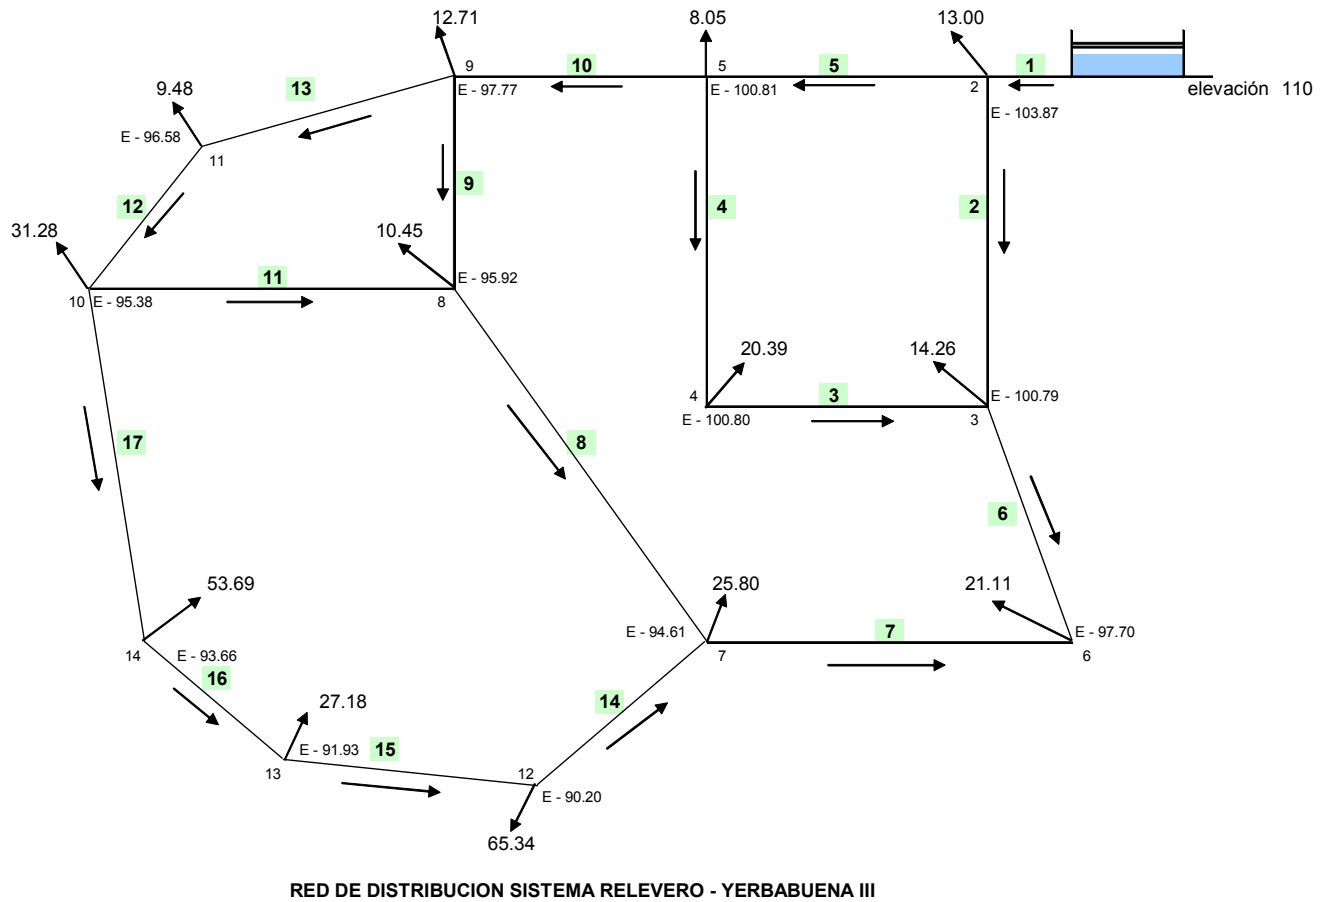 12.71
8.05
13.00
9
10
5
5
2
1
elevación 110
E - 97.77
E - 100.81
E - 103.87
9.48
13
E - 96.58
11
12
9
4
2
31.28
10.45
11
E - 95.92
10
E - 95.38
8
20.39
14.26
4
E - 100.80
3
E - 100.79
3
17
8
6
53.69
25.80
21.11
14
E - 93.66
E - 94.61
7
7
E - 97.70
6
16
27.18
14
13
E - 91.93
15
12
E - 90.20
65.34
RED DE DISTRIBUCION SISTEMA RELEVERO - YERBABUENA III